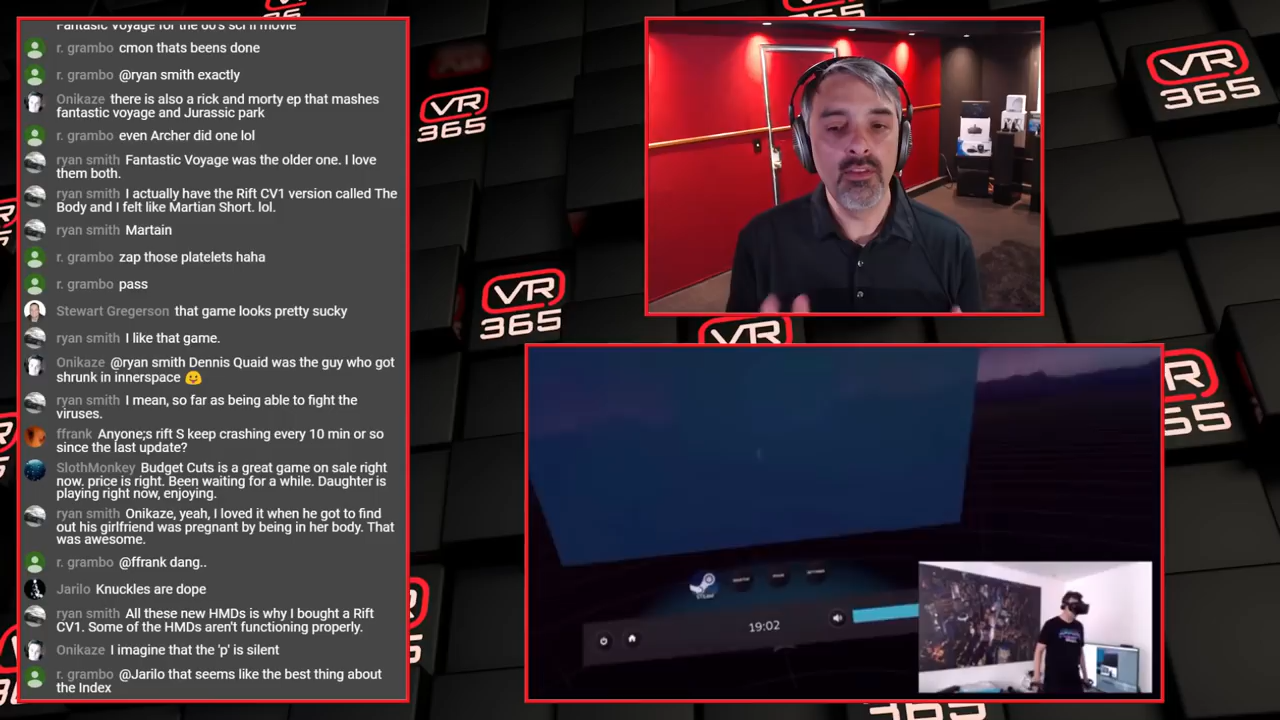 Fantasic Voyage for the 60's sci fi movie
r. grambo cmon thats beens done
r. grambo @ryan smith exactly
Onikaze there is also a rick and morty ep that mashes
fantastic voyage and Jurassic park
r. grambo even Archer did one lol
ryan smith Fantastic Voyage was the older one. I love
them both.
ryan smith I actually have the Rift CV1 version called The
Body and I felt like Martian Short. lol.
ryan smith Martain
r. grambo zap those platelets haha
r. grambo pass
Stewart Gregerson that game looks pretty sucky
ryan smith I like that game.
Onikaze @ryan smith Dennis Quaid was the guy who got
shrunk in innerspace
ryan smith I mean, so far as being able to fight the
viruses.
ffrank Anyone;s rift S keep crashing every 10 min or so
since the last update?
SlothMonkey Budget Cuts is a great game on sale right
now. price is right. Been waiting for a while. Daughter is
playing right now, enjoying.
ryan smith Onikaze, yeah, I loved it when he got to find
out his girlfriend was pregnant by being in her body. That
was awesome.
r. grambo @ffrank dang..
Jarilo Knuckles are dope
ryan smith All these new HMDs is why I bought a Rift
CV1. Some of the HMDs aren't functioning properly.
Onikaze I imagine that the 'p' is silent
r. grambo @Jarilo that seems like the best thing about
the Index
VR
365
VR
365
VR
365
VR
19:02
365